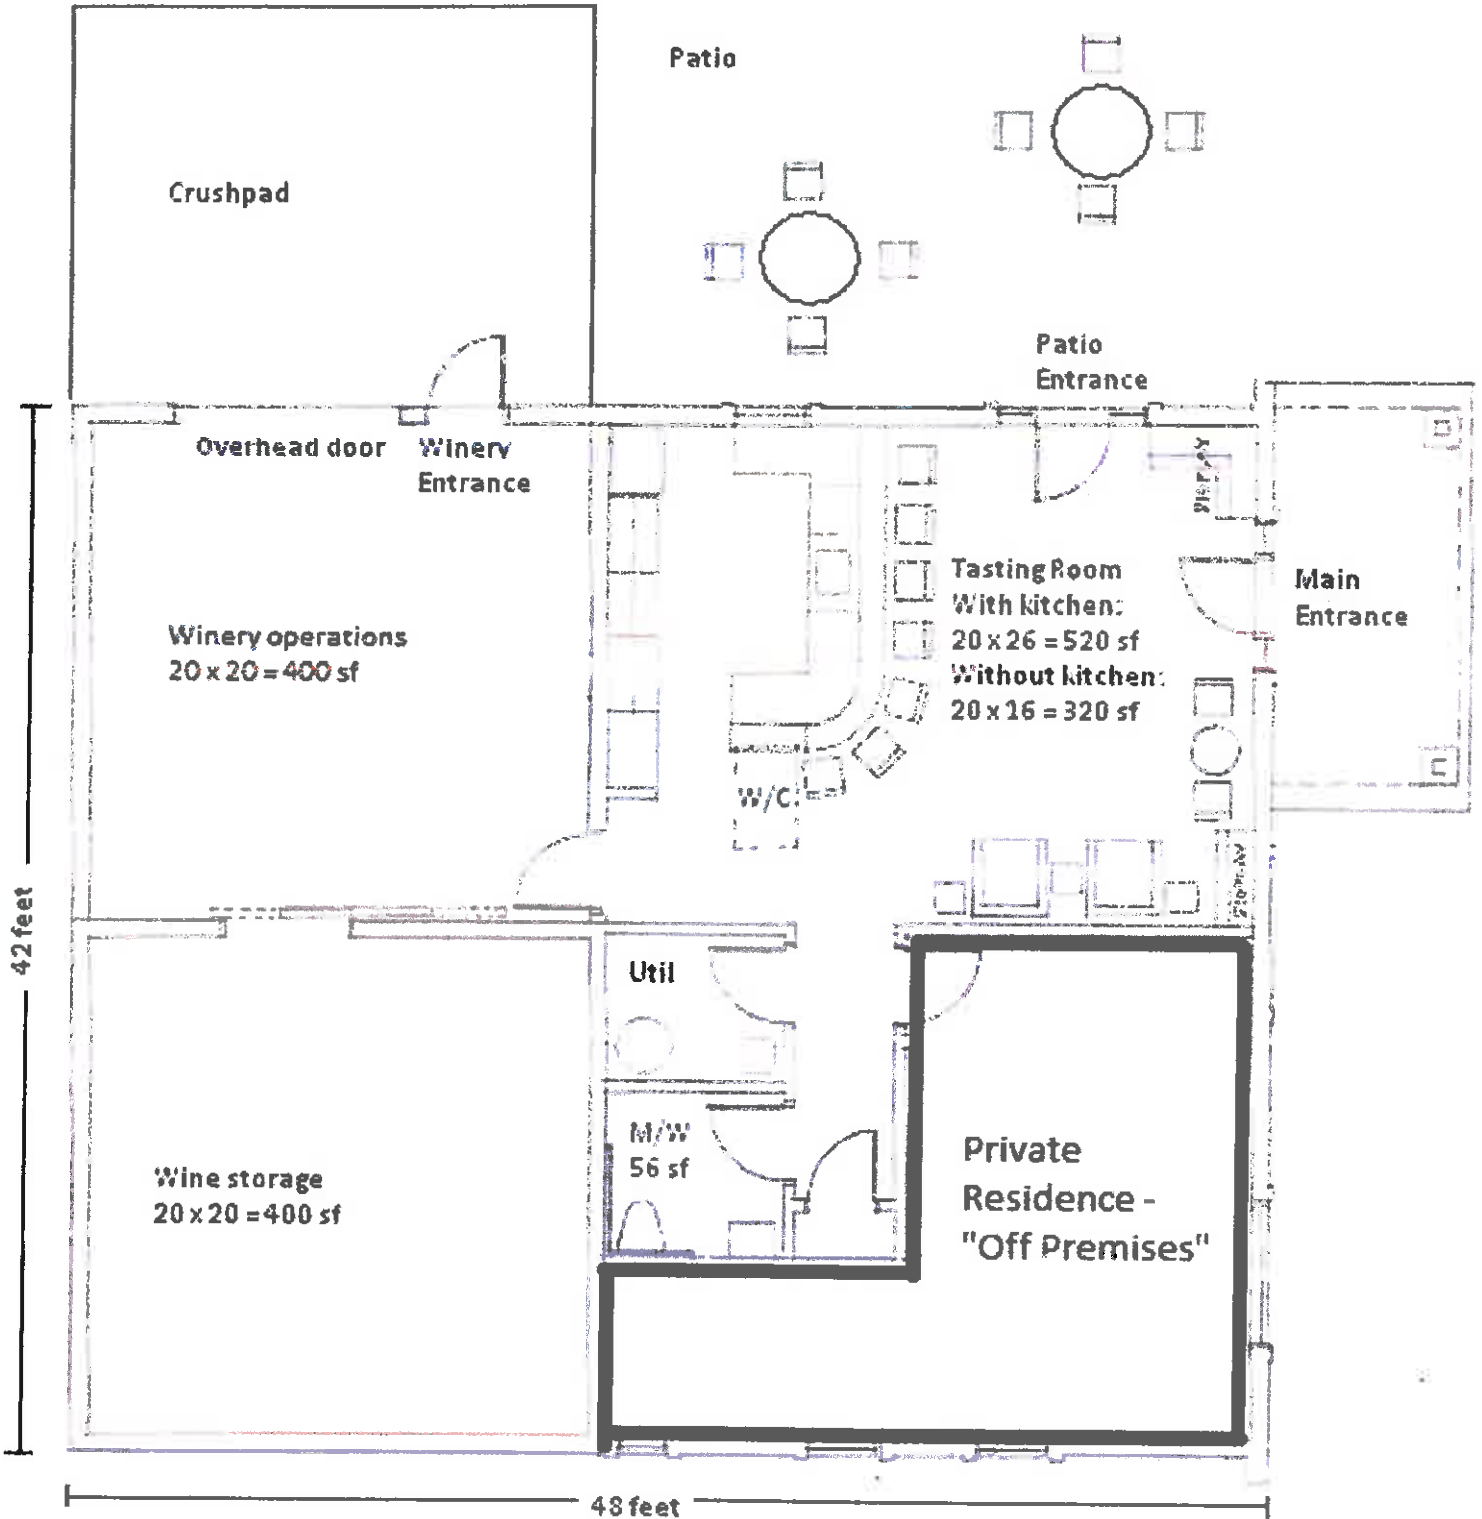 Patio
Crushpad
Patio
Entrance
Overhead door
Winery
Entrance
Display
Tasting Room
With kitchen:
20 x 26 = 520 sf
Without kitchen:
20 x 16 = 320 sf
Main
Entrance
Winery operations
20 x 20 = 400 sf
W/C
Display
42 feet
Util
M/W
56 sf
Private
Residence -
"Off Premises"
Wine storage
20 x 20 = 400 sf
48 feet